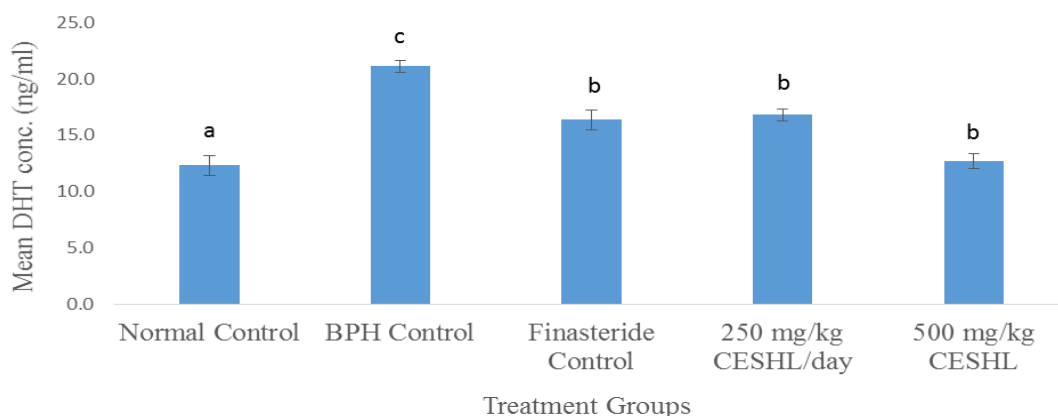 Mean DHT conc. (ng/ml)
25.0
20.0
15.0
10.0
5.0
0.0
a
c
b
b
b
Normal Control
BPH Control
Finasteride
Control
250 mg/kg
CESHL/day
500 mg/kg
CESHL
Treatment Groups